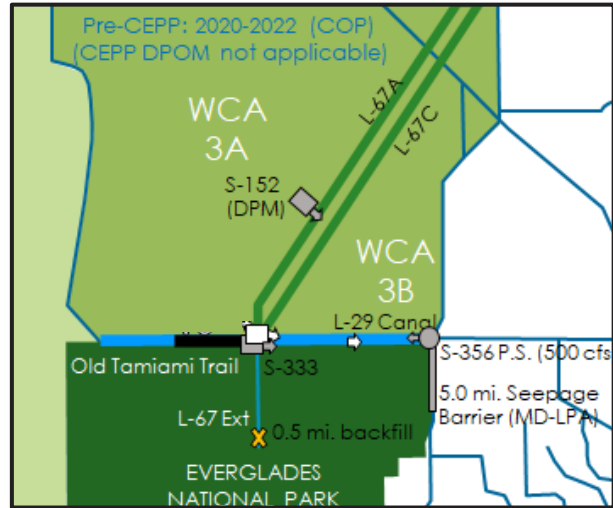 Pre-CEPP: 2020-2022 (COP)
(CEPP DPOM not applicable)
WCA
3A
L-67A
L-67C
S-152
(DPM)
WCA
3B
L-29 Canal
Old Tamiami Trail
S-333
S-356 P.S. (500 cfs
5.0 mi. Seepage
Barrier (MD-LPA)
L-67 Ext
0.5 mi. backfill
EVERGLADES
NATIONAL PARK